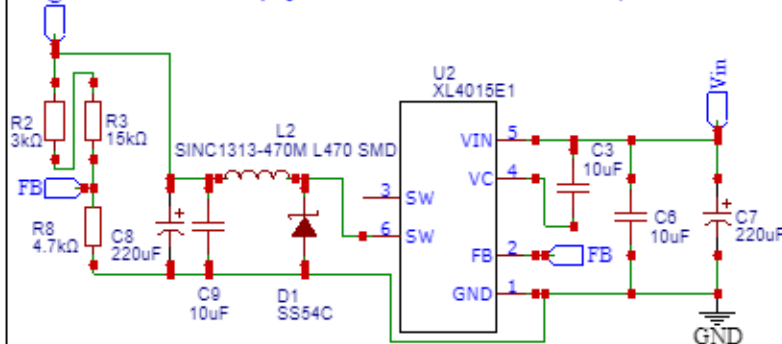 U2
XL4015E1
Vin
R2
3kΩ
R3
15kΩ
L2
SINC1313-470M L470 SMD
VIN
5
C3
10uF
VC
4
3
SW
FB
6
SW
C6
10uF
C7
220uF
R8
4.7kΩ
C8
220uF
FB
2
FB
C9
10uF
D1
SS54C
GND
1
GND